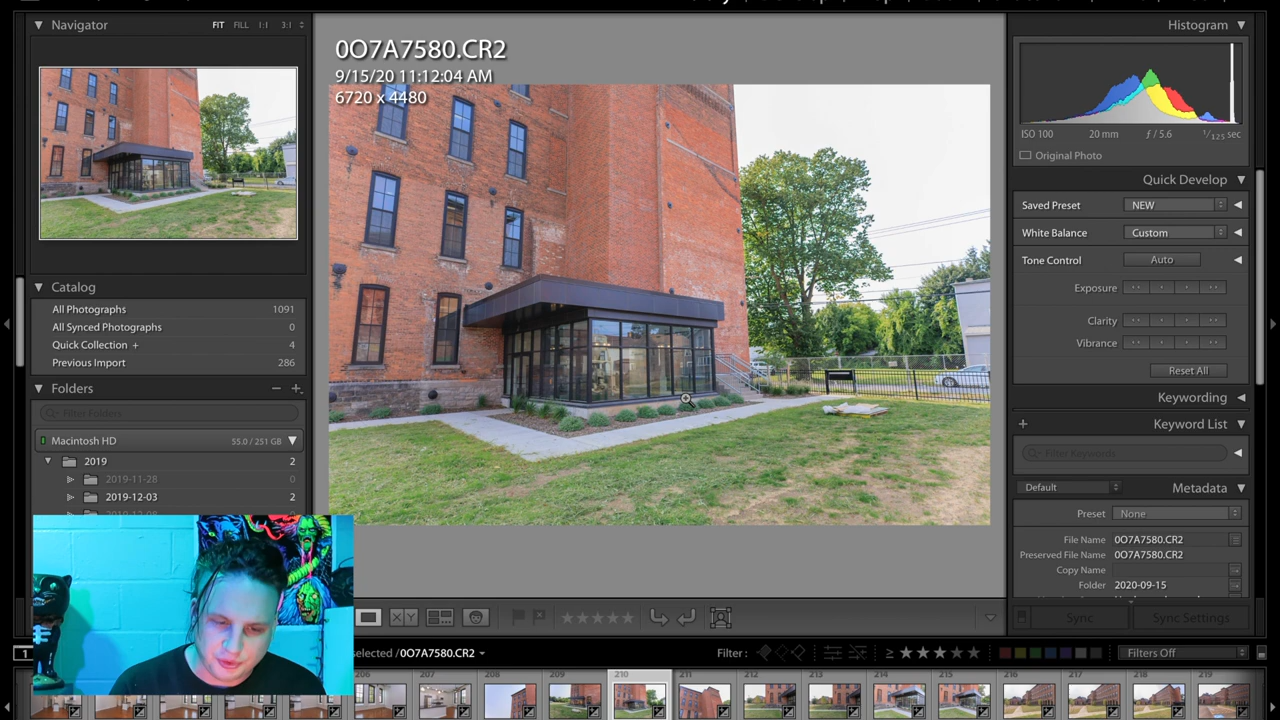 Navigator FIT FILL 1:1 3:1
0O7A7580.CR2
9/15/20 11:12:04 AM
6720 x 4480
Histogram
ISO 100 20 mm ƒ / 5.6 1/125 sec
Original Photo
Quick Develop
Saved Preset NEW
White Balance Custom
Tone Control Auto
Exposure
Clarity
Vibrance
Reset All
Keywording
Keyword List
Filter Keywords
Default Metadata
Preset None
File Name 0O7A7580.CR2
Preserved File Name 0O7A7580.CR2
Copy Name
Folder 2020-09-15
Sync Sync Settings
Catalog
All Photographs 1091
All Synced Photographs 0
Quick Collection + 4
Previous Import 286
Folders − +
Filter Folders
Macintosh HD 55.0 / 251 GB
2019 2
2019-11-28 0
2019-12-03 2
X Y
1 selected / 0O7A7580.CR2 Filter : ≥ ★★★★★ Filters Off
206 207 208 209 210 211 212 213 214 215 216 217 218 219